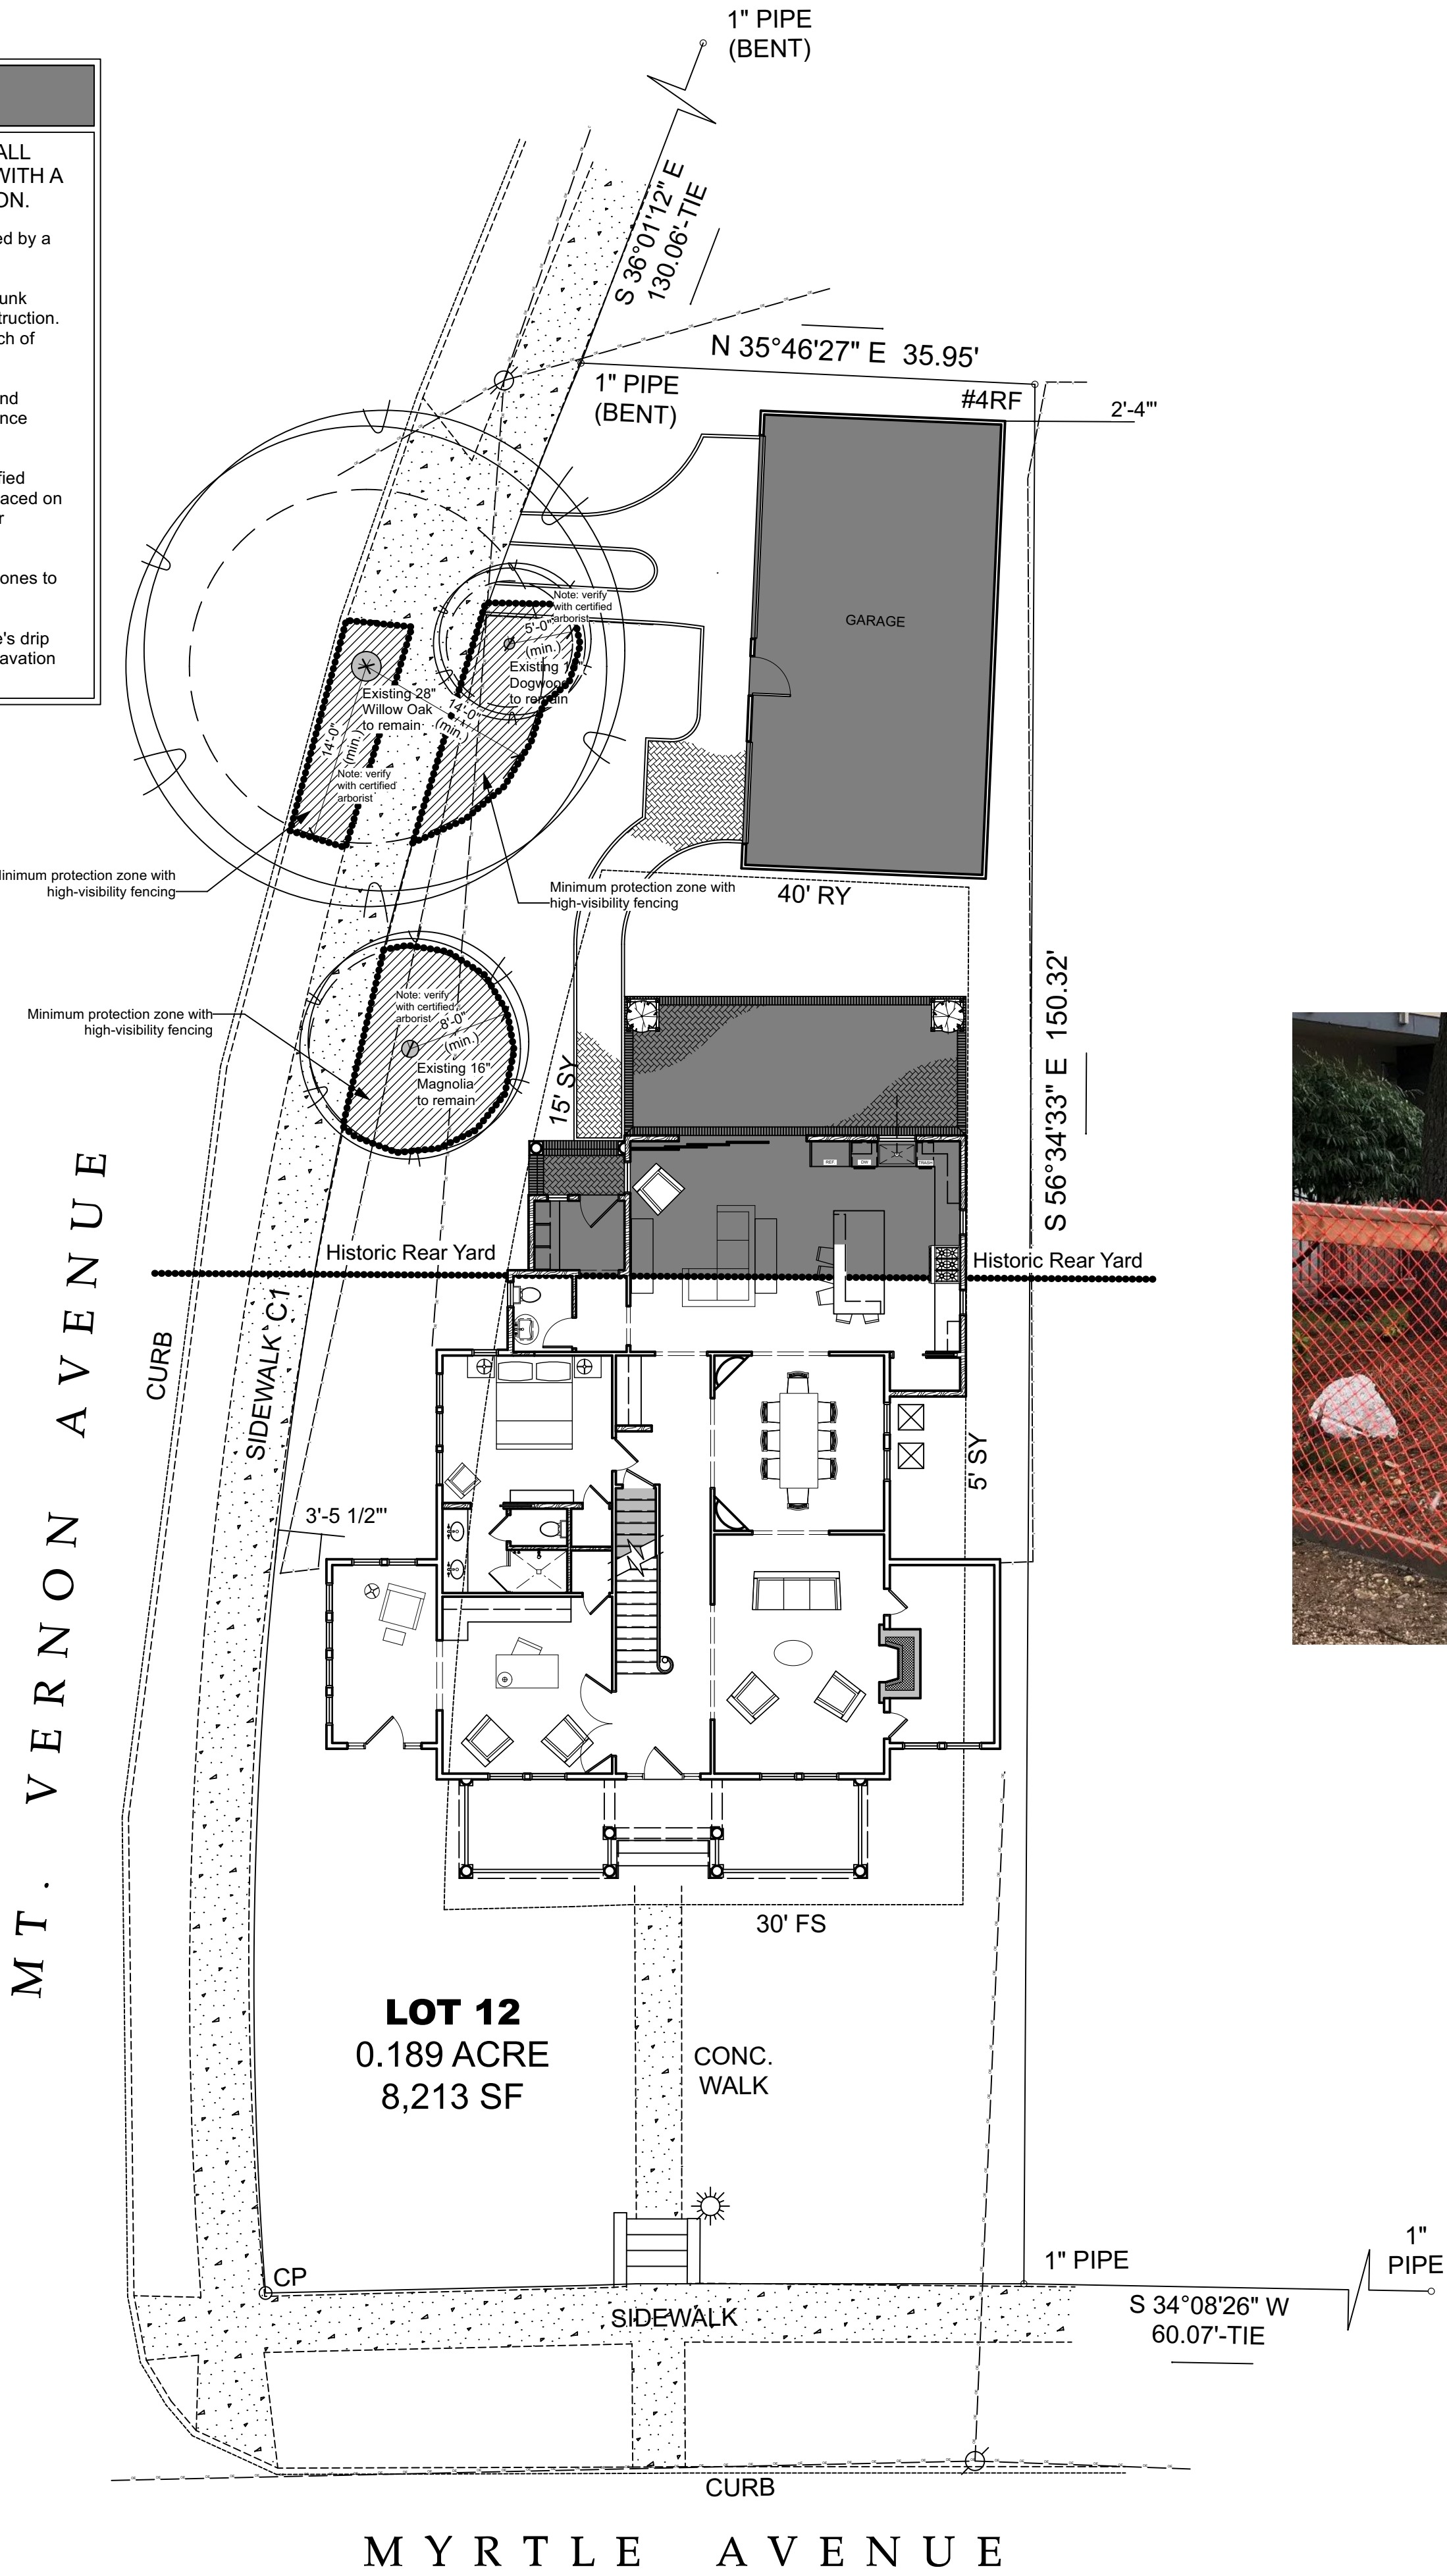 1" PIPE
(BENT)
ALL
WITH A
ON.
ed by a
unk
truction.
ch of
nd
ence
fied
aced on
r
ones to
e's drip
avation
S 36°01'12" E
130.06'-TIE
N 35°46'27" E 35.95'
1" PIPE
(BENT)
#4RF
2'-4"'
Note: verify
with certified
arborist
5'-0"
(min.)
Existing 1
Dogwood
to remain
GARAGE
Existing 28"
Willow Oak
to remain
14'-0"
(min.)
14'-0"
(min.)
Note: verify
with certified
arborist
inimum protection zone with
high-visibility fencing
Minimum protection zone with
high-visibility fencing
40' RY
Minimum protection zone with
high-visibility fencing
Note: verify
with certified
arborist
8'-0"
(min.)
Existing 16"
Magnolia
to remain
15' SY
S 56°34'33" E 150.32'
REF.
DW
TRASH
Historic Rear Yard
Historic Rear Yard
MT. VERNON AVENUE
CURB
SIDEWALK C1
5' SY
3'-5 1/2"'
30' FS
LOT 12
0.189 ACRE
8,213 SF
CONC.
WALK
CP
1" PIPE
1"
PIPE
SIDEWALK
S 34°08'26" W
60.07'-TIE
CURB
MYRTLE AVENUE